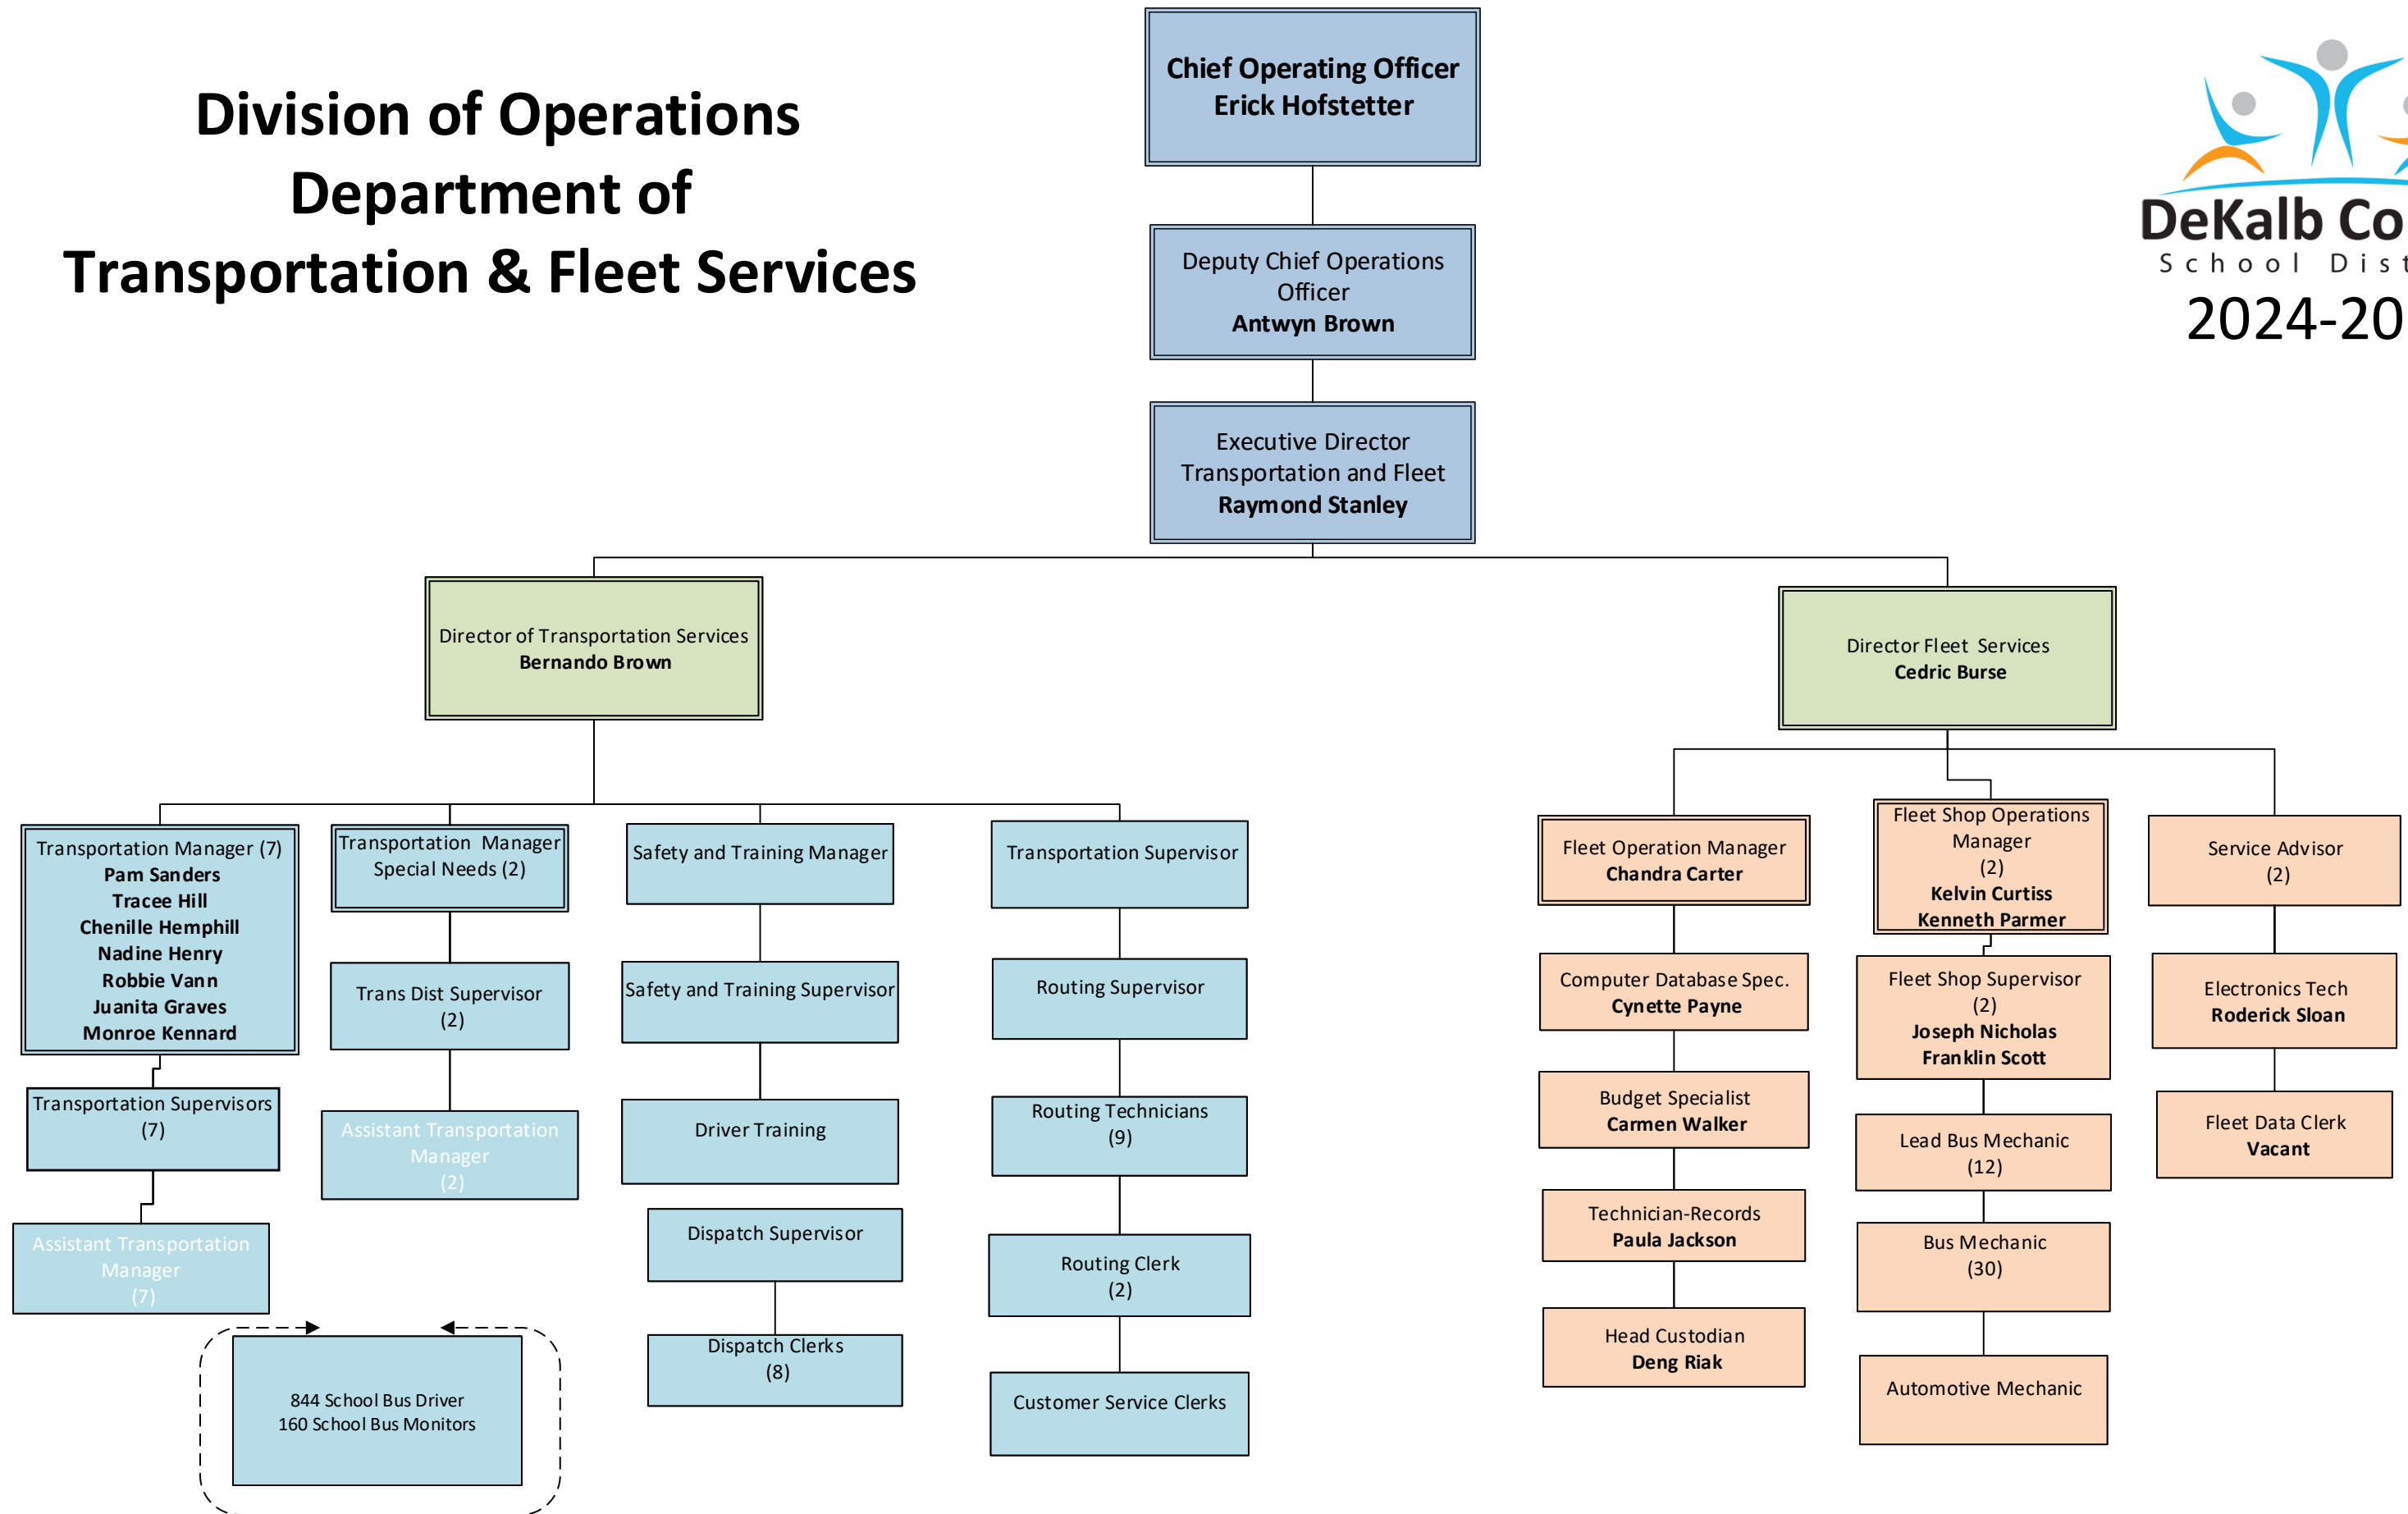 Division of Operations
Department of
Transportation & Fleet Services
Chief Operating Officer
Erick Hofstetter
DeKalb Co
School Dist
2024-20
Deputy Chief Operations
Officer
Antwyn Brown
Executive Director
Transportation and Fleet
Raymond Stanley
Director of Transportation Services
Bernando Brown
Director Fleet Services
Cedric Burse
Transportation Manager (7)
Pam Sanders
Tracee Hill
Chenille Hemphill
Nadine Henry
Robbie Vann
Juanita Graves
Monroe Kennard
Transportation Supervisors
(7)
Assistant Transportation
Manager
(7)
Transportation Manager
Special Needs (2)
Trans Dist Supervisor
(2)
Assistant Transportation
Manager
(2)
844 School Bus Driver
160 School Bus Monitors
Safety and Training Manager
Safety and Training Supervisor
Driver Training
Dispatch Supervisor
Dispatch Clerks
(8)
Transportation Supervisor
Routing Supervisor
Routing Technicians
(9)
Routing Clerk
(2)
Customer Service Clerks
Fleet Operation Manager
Chandra Carter
Computer Database Spec.
Cynette Payne
Budget Specialist
Carmen Walker
Technician-Records
Paula Jackson
Head Custodian
Deng Riak
Fleet Shop Operations
Manager
(2)
Kelvin Curtiss
Kenneth Parmer
Fleet Shop Supervisor
(2)
Joseph Nicholas
Franklin Scott
Lead Bus Mechanic
(12)
Bus Mechanic
(30)
Automotive Mechanic
Service Advisor
(2)
Electronics Tech
Roderick Sloan
Fleet Data Clerk
Vacant